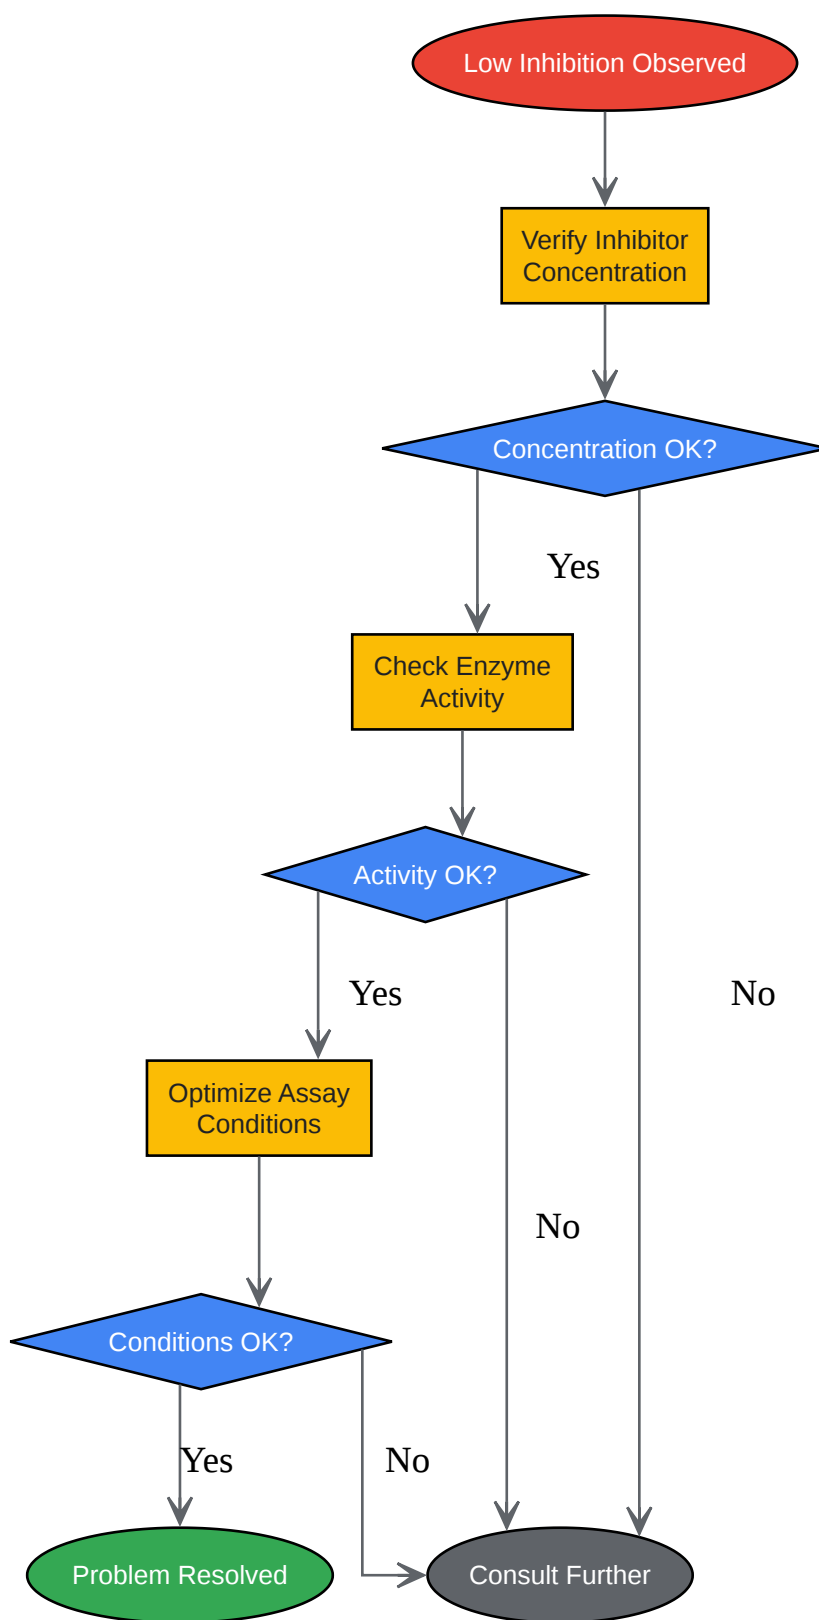 Low Inhibition Observed
Verify Inhibitor
Concentration
Concentration OK?
Yes
Check Enzyme
Activity
Activity OK?
Yes
No
Optimize Assay
Conditions
No
Conditions OK?
Yes
No
Problem Resolved
Consult Further